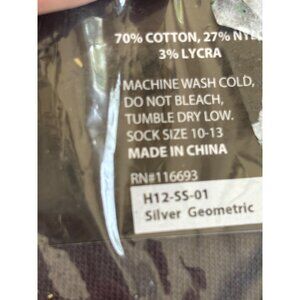 70% COTTON, 27% NYL
3% LYCRA
MACHINE WASH COLD,
DO NOT BLEACH,
TUMBLE DRY LOW.
SOCK SIZE 10-13
MADE IN CHINA
RN#116693
H12-SS-01
Silver Geometric